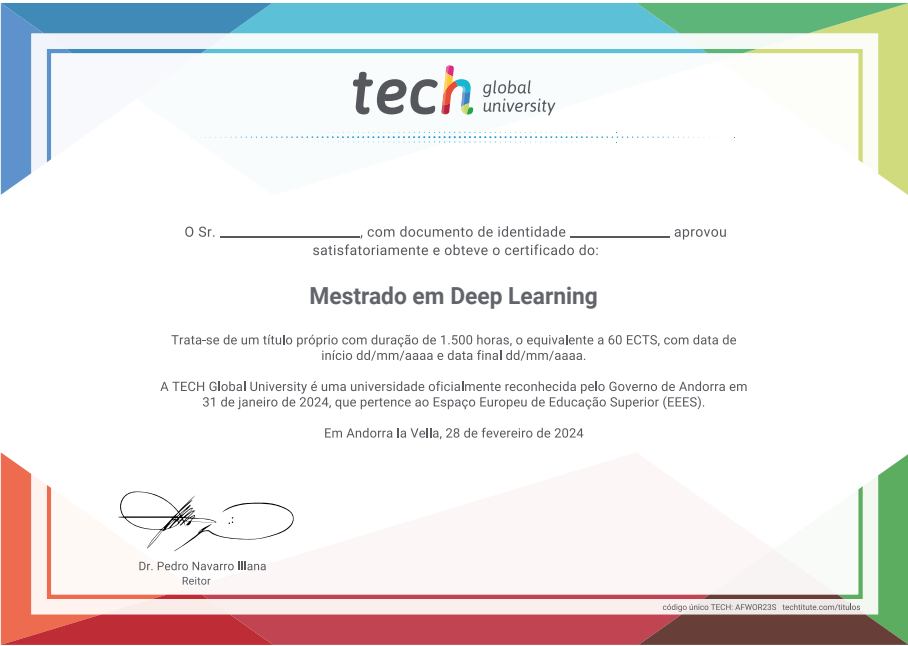 tech global university
O Sr. ____________________, com documento de identidade ______________ aprovou
satisfatoriamente e obteve o certificado do:
Mestrado em Deep Learning
Trata-se de um título próprio com duração de 1.500 horas, o equivalente a 60 ECTS, com data de
início dd/mm/aaaa e data final dd/mm/aaaa.
A TECH Global University é uma universidade oficialmente reconhecida pelo Governo de Andorra em
31 de janeiro de 2024, que pertence ao Espaço Europeu de Educação Superior (EEES).
Em Andorra la Vella, 28 de fevereiro de 2024
Dr. Pedro Navarro Illana
Reitor
código único TECH: AFWOR23S techtitute.com/titulos